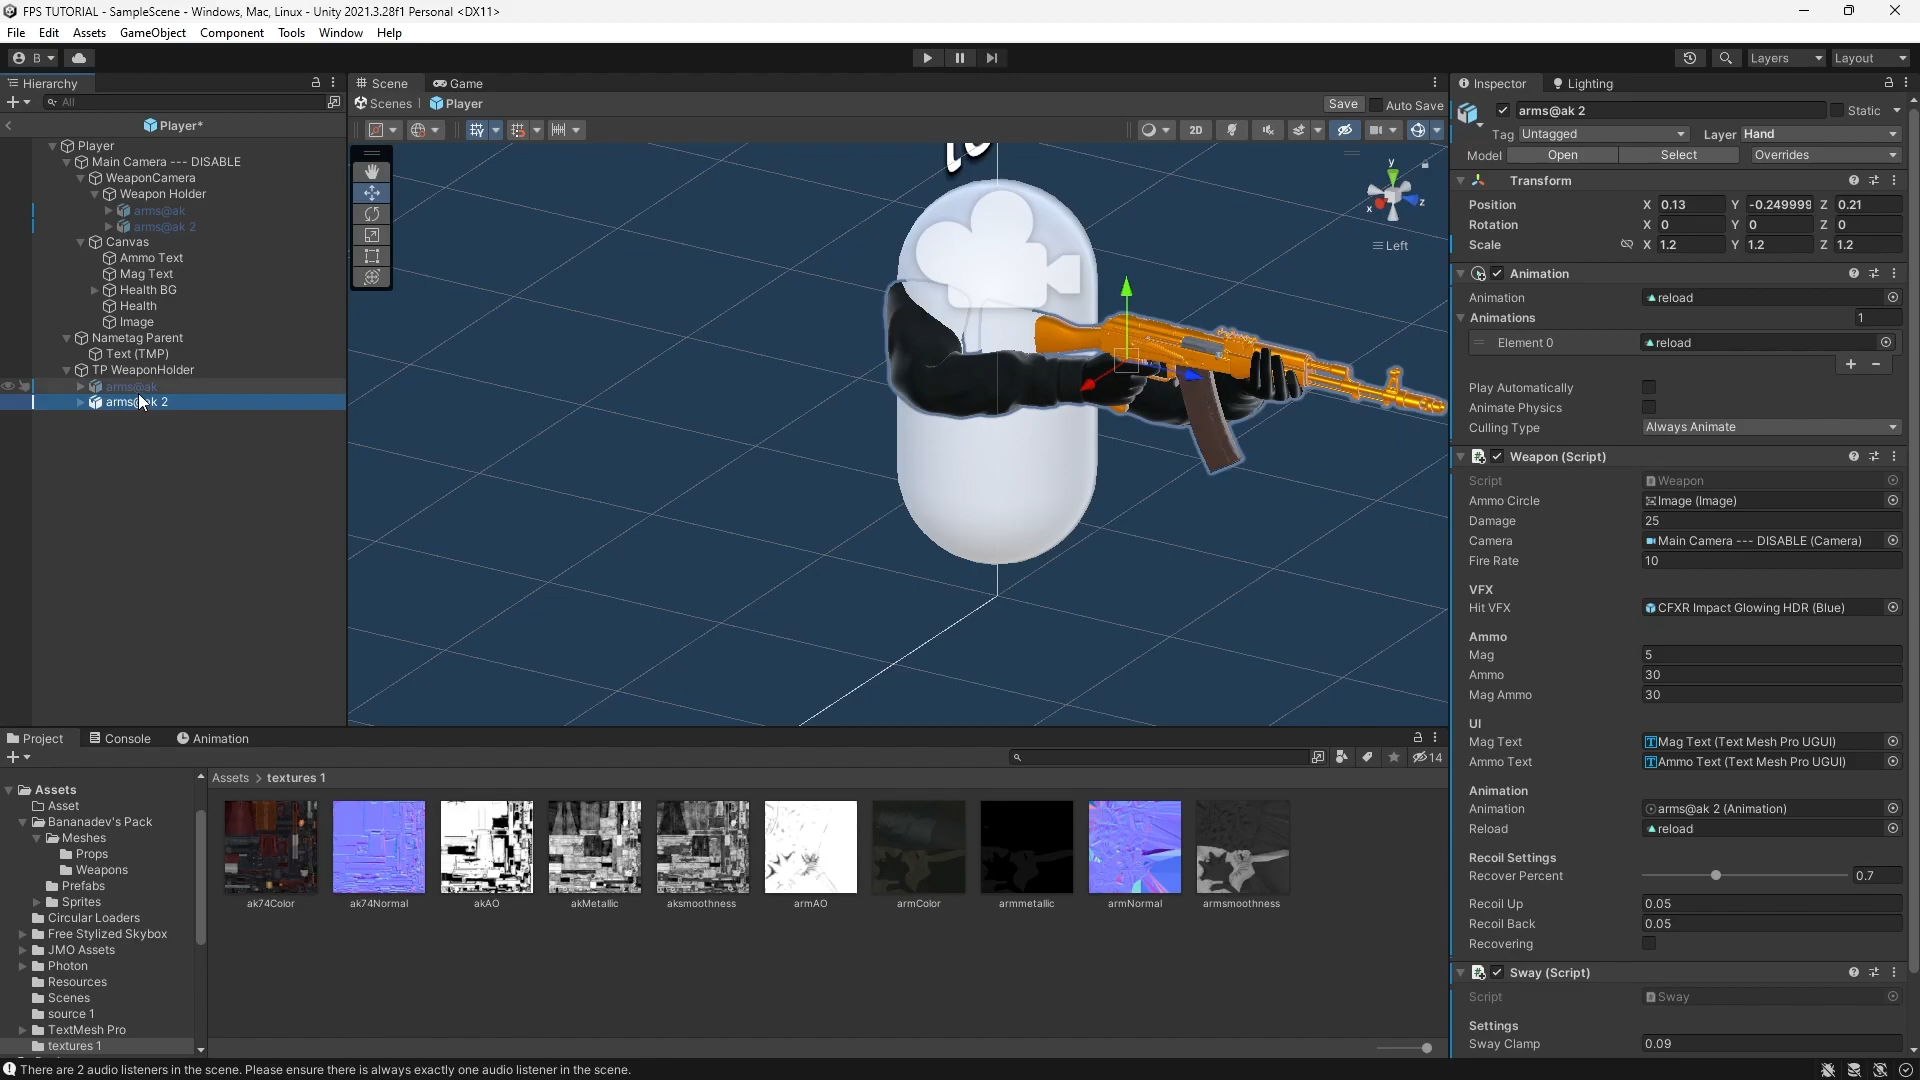 FPS TUTORIAL - SampleScene - Windows, Mac, Linux - Unity 2021.3.28f1 Personal <DX11>
File Edit Assets GameObject Component Tools Window Help
B Layers Layout
Hierarchy
All
Player*
Player
Main Camera --- DISABLE
WeaponCamera
Weapon Holder
arms@ak
arms@ak 2
Canvas
Ammo Text
Mag Text
Health BG
Health
Image
Nametag Parent
Text (TMP)
TP WeaponHolder
arms@ak
arms@ak 2
Scene Game
Scenes Player Save Auto Save
2D
y
x z
Left
Inspector Lighting
arms@ak 2 Static
Tag Untagged Layer Hand
Model Open Select Overrides
Transform
Position X 0.13 Y -0.249999 Z 0.21
Rotation X 0 Y 0 Z 0
Scale X 1.2 Y 1.2 Z 1.2
Animation
Animation reload
Animations 1
Element 0 reload
Play Automatically
Animate Physics
Culling Type Always Animate
Weapon (Script)
Script Weapon
Ammo Circle Image (Image)
Damage 25
Camera Main Camera --- DISABLE (Camera)
Fire Rate 10
VFX
Hit VFX CFXR Impact Glowing HDR (Blue)
Ammo
Mag 5
Ammo 30
Mag Ammo 30
UI
Mag Text Mag Text (Text Mesh Pro UGUI)
Ammo Text Ammo Text (Text Mesh Pro UGUI)
Animation
Animation arms@ak 2 (Animation)
Reload reload
Recoil Settings
Recover Percent 0.7
Recoil Up 0.05
Recoil Back 0.05
Recovering
Sway (Script)
Script Sway
Settings
Sway Clamp 0.09
Project Console Animation
14
Assets
Asset
Bananadev's Pack
Meshes
Props
Weapons
Prefabs
Sprites
Circular Loaders
Free Stylized Skybox
JMO Assets
Photon
Resources
Scenes
source 1
TextMesh Pro
textures 1
Assets > textures 1
ak74Color ak74Normal akAO akMetallic aksmoothness armAO armColor armmetallic armNormal armsmoothness
There are 2 audio listeners in the scene. Please ensure there is always exactly one audio listener in the scene.